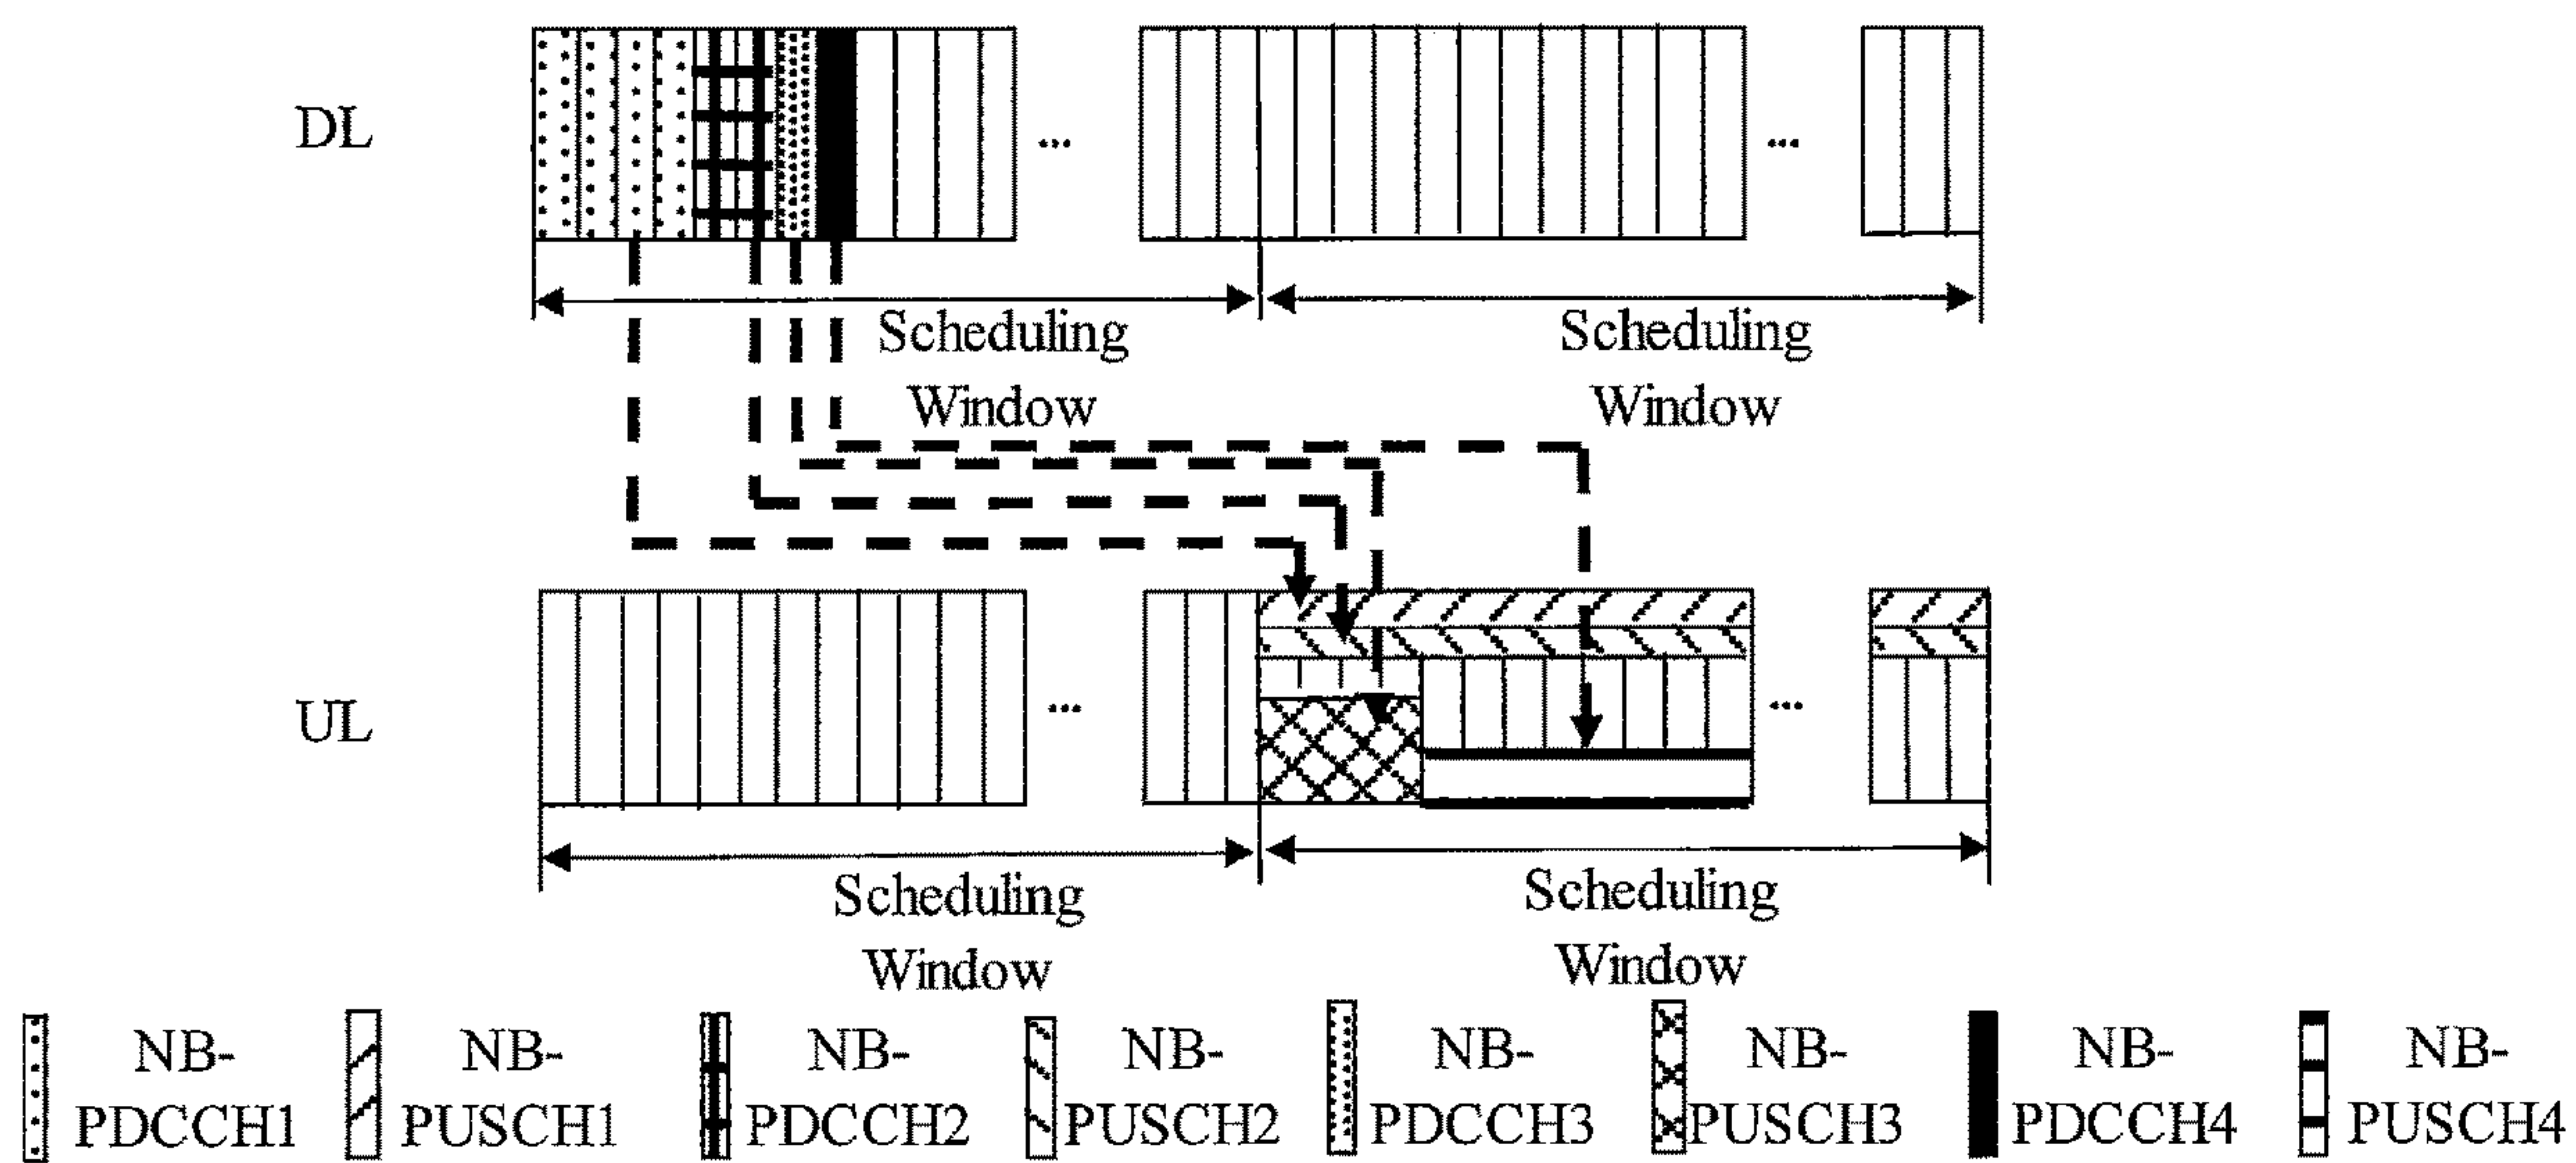 DL
...
...
Scheduling
Window
Scheduling
Window
UL
...
...
Scheduling
Window
Scheduling
Window
NB-
PDCCH1
NB-
PUSCH1
NB-
PDCCH2
NB-
PUSCH2
NB-
PDCCH3
NB-
PUSCH3
NB-
PDCCH4
NB-
PUSCH4